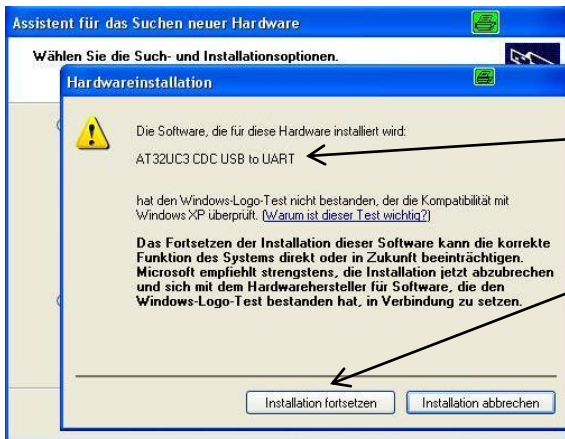 Assistent für das Suchen neuer Hardware
Wählen Sie die Such- und Installationsoptionen.
Hardwareinstallation
Die Software, die für diese Hardware installiert wird:
AT32UC3 CDC USB to UART
hat den Windows-Logo-Test nicht bestanden, der die Kompatibilität mit
Windows XP überprüft. (Warum ist dieser Test wichtig?)
Das Fortsetzen der Installation dieser Software kann die korrekte
Funktion des Systems direkt oder in Zukunft beeinträchtigen.
Microsoft empfiehlt strengstens, die Installation jetzt abzubrechen
und sich mit dem Hardwarehersteller für Software, die den
Windows-Logo-Test bestanden hat, in Verbindung zu setzen.
Installation fortsetzen
Installation abbrechen